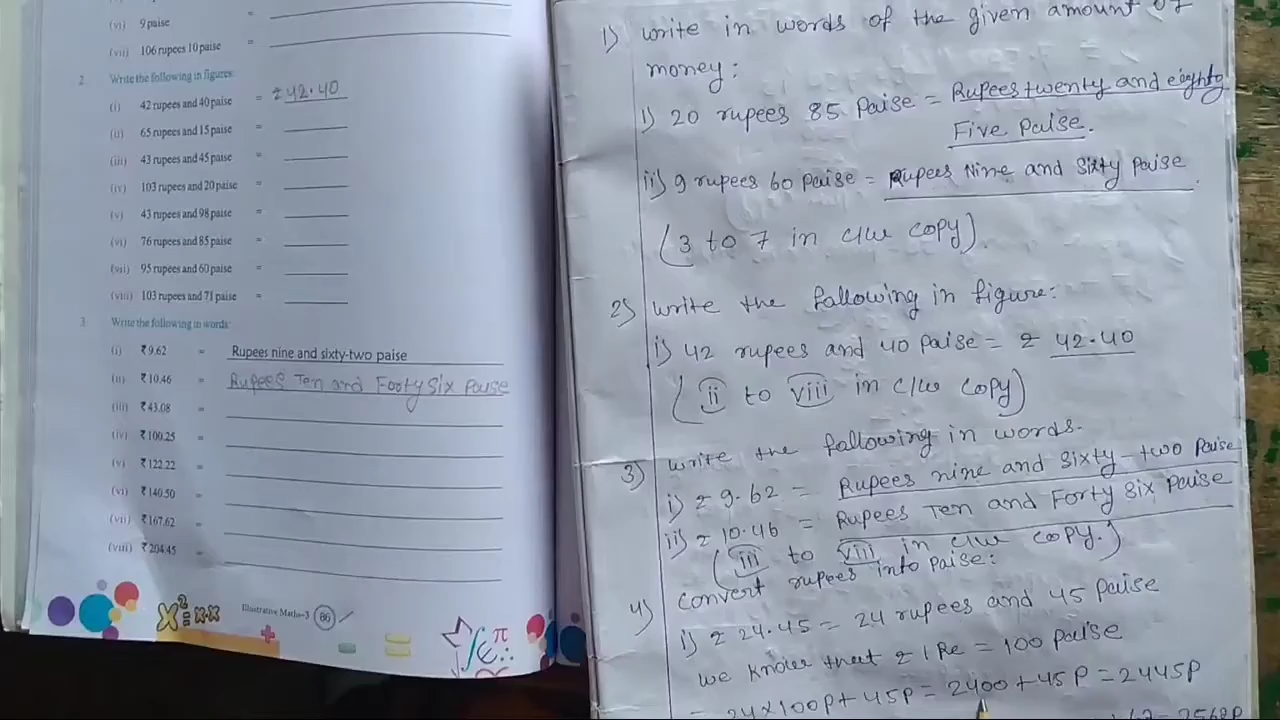 (vi) 9 paise =
(vii) 106 rupees 10 paise =
2. Write the following in figures:
(i) 42 rupees and 40 paise = ₹ 42.40
(ii) 65 rupees and 15 paise =
(iii) 43 rupees and 45 paise =
(iv) 103 rupees and 20 paise =
(v) 43 rupees and 98 paise =
(vi) 76 rupees and 85 paise =
(vii) 95 rupees and 60 paise =
(viii) 103 rupees and 71 paise =
3. Write the following in words:
(i) ₹ 9.62 = Rupees nine and sixty-two paise
(ii) ₹ 10.46 = Rupees Ten and Forty Six Pause
(iii) ₹ 43.08 =
(iv) ₹ 100.25 =
(v) ₹ 122.22 =
(vi) ₹ 140.50 =
(vii) ₹ 167.62 =
(viii) ₹ 204.45 =
Illustrative Maths-3 86
1) write in words of the given amount of
money:
i) 20 rupees 85 Paise = Rupees twenty and eighty
Five Paise.
ii) 9 rupees 60 paise = Rupees Nine and Sixty Paise
(3 to 7 in c/w copy)
2) write the following in figure:
i) 42 rupees and 40 Paise = ₹ 42.40
(ii to viii in c/w copy)
3) write the following in words.
i) ₹ 9.62 = Rupees nine and Sixty-two Paise
ii) ₹ 10.46 = Rupees Ten and Forty Six Pause
(iii to viii in c/w copy.)
4) convert rupees into Paise:
i) ₹ 24.45 = 24 rupees and 45 Paise
we know that ₹ 1 Re = 100 Paise
= 24×100P+45P = 2400+45P = 2445P